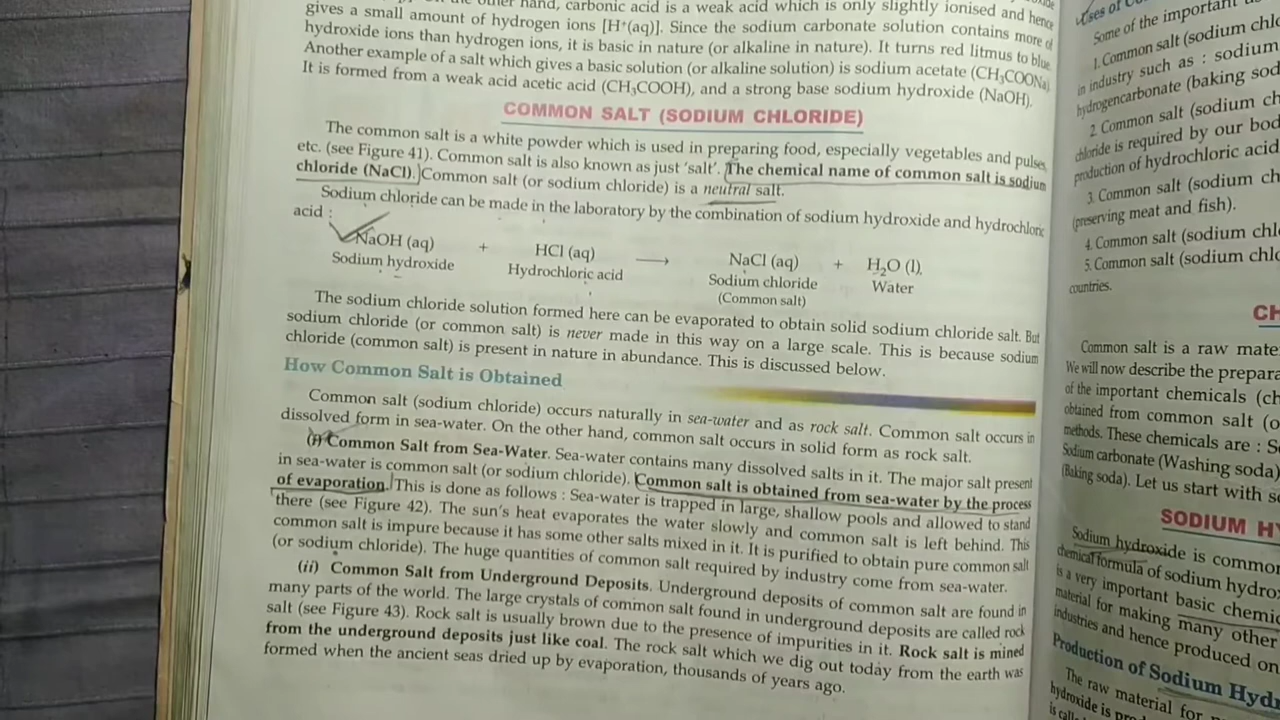 hand, carbonic acid is a weak acid which is only slightly ionised and hence
gives a small amount of hydrogen ions [H⁺(aq)]. Since the sodium carbonate solution contains more of
hydroxide ions than hydrogen ions, it is basic in nature (or alkaline in nature). It turns red litmus to blue.
Another example of a salt which gives a basic solution (or alkaline solution) is sodium acetate (CH₃COONa).
It is formed from a weak acid acetic acid (CH₃COOH), and a strong base sodium hydroxide (NaOH).
COMMON SALT (SODIUM CHLORIDE)
The common salt is a white powder which is used in preparing food, especially vegetables and pulses,
etc. (see Figure 41). Common salt is also known as just 'salt'. The chemical name of common salt is sodium
chloride (NaCl). Common salt (or sodium chloride) is a neutral salt.
Sodium chloride can be made in the laboratory by the combination of sodium hydroxide and hydrochloric
acid :
NaOH (aq) + HCl (aq) ⟶ NaCl (aq) + H₂O (l)
Sodium hydroxide Hydrochloric acid Sodium chloride Water
(Common salt)
The sodium chloride solution formed here can be evaporated to obtain solid sodium chloride salt. But
sodium chloride (or common salt) is never made in this way on a large scale. This is because sodium
chloride (common salt) is present in nature in abundance. This is discussed below.
How Common Salt is Obtained
Common salt (sodium chloride) occurs naturally in sea-water and as rock salt. Common salt occurs in
dissolved form in sea-water. On the other hand, common salt occurs in solid form as rock salt.
(i) Common Salt from Sea-Water. Sea-water contains many dissolved salts in it. The major salt present
in sea-water is common salt (or sodium chloride). Common salt is obtained from sea-water by the process
of evaporation. This is done as follows : Sea-water is trapped in large, shallow pools and allowed to stand
there (see Figure 42). The sun's heat evaporates the water slowly and common salt is left behind. This
common salt is impure because it has some other salts mixed in it. It is purified to obtain pure common salt
(or sodium chloride). The huge quantities of common salt required by industry come from sea-water.
(ii) Common Salt from Underground Deposits. Underground deposits of common salt are found in
many parts of the world. The large crystals of common salt found in underground deposits are called rock
salt (see Figure 43). Rock salt is usually brown due to the presence of impurities in it. Rock salt is mined
from the underground deposits just like coal. The rock salt which we dig out today from the earth was
formed when the ancient seas dried up by evaporation, thousands of years ago.
Uses of
Some of the important
1. Common salt (sodium chl
in industry such as : sodium
hydrogencarbonate (baking sod
2. Common salt (sodium ch
chloride is required by our bod
production of hydrochloric acid
3. Common salt (sodium ch
(preserving meat and fish).
4. Common salt (sodium chl
5. Common salt (sodium chlo
countries.
CH
Common salt is a raw mate
We will now describe the prepara
of the important chemicals (ch
obtained from common salt (o
methods. These chemicals are : S
Sodium carbonate (Washing soda)
(Baking soda). Let us start with s
SODIUM H
Sodium hydroxide is common
chemical formula of sodium hydro
is a very important basic chemic
material for making many other
industries and hence produced on
Production of Sodium Hydr
The raw material for
hydroxide is
is